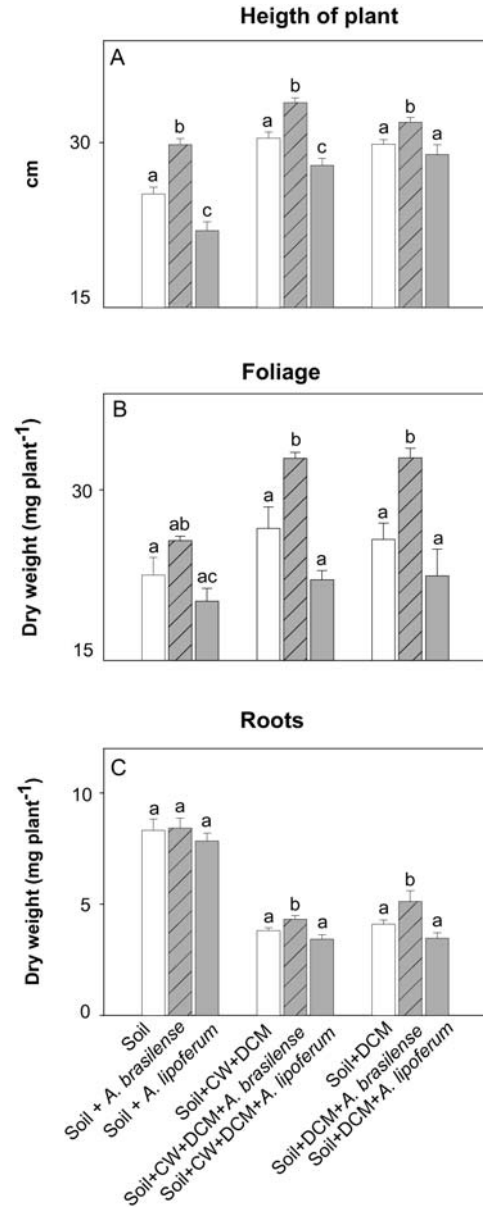 Heigth of plant
A
cm
30
15
a
b
c
a
b
c
a
b
a
Foliage
B
Dry weight (mg plant-1)
30
15
a
ab
ac
a
b
a
a
b
a
Roots
C
Dry weight (mg plant-1)
10
5
0
a
a
a
a
b
a
a
b
a
Soil
Soil + A. brasilense
Soil + A. lipoferum
Soil+CW+DCM
Soil+CW+DCM+A. brasilense
Soil+CW+DCM+A. lipoferum
Soil+DCM
Soil+DCM+A. brasilense
Soil+DCM+A. lipoferum